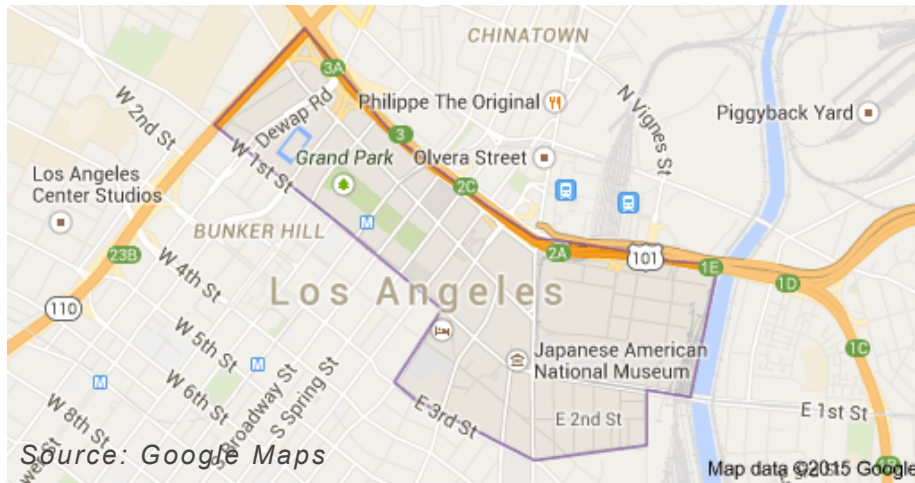 CHINATOWN
3A
W 2nd St
Dewap Rd
Philippe The Original
N Vignes St
Piggyback Yard
3
W 1st St
Grand Park
Olvera Street
Los Angeles
Center Studios
2C
BUNKER HILL
23B
2A
101
1E
1D
W 4th St
Los Angeles
110
M
W 5th St
1C
Japanese American
National Museum
M
M
W 6th St
S Broadway St
S Spring St
E 3rd St
E 2nd St
E 1st St
W 8th St
Source: Google Maps
Map data ©2015 Google